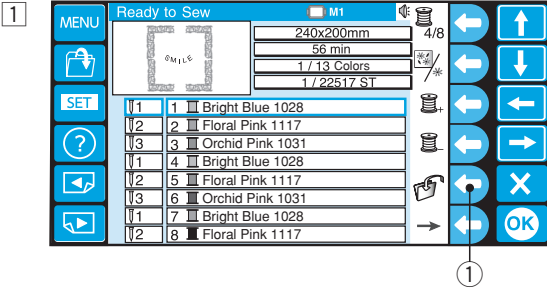 1
MENU
Ready to Sew
M1
4/8
SMILE
240x200mm
56 min
1 / 13 Colors
1 / 22517 ST
SET
?
1 1 Bright Blue 1028
2 2 Floral Pink 1117
3 3 Orchid Pink 1031
1 4 Bright Blue 1028
2 5 Floral Pink 1117
3 6 Orchid Pink 1031
1 7 Bright Blue 1028
2 8 Floral Pink 1117
X
OK
1